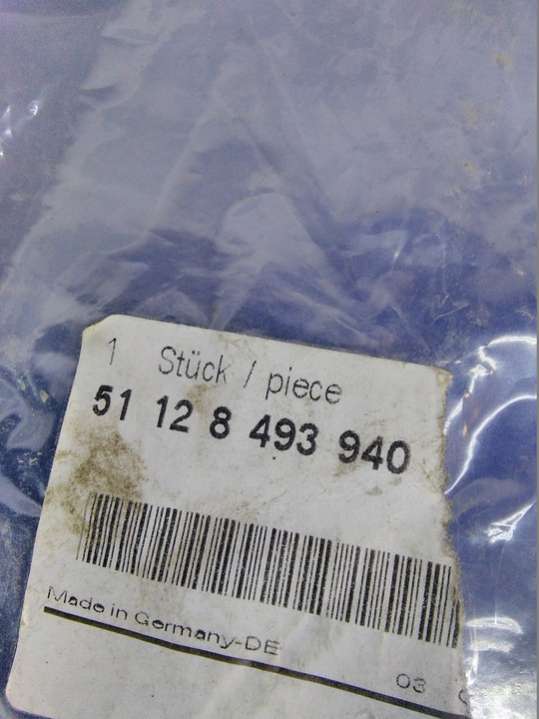 1 Stück / piece
51 12 8 493 940
Made in Germany-DE
03